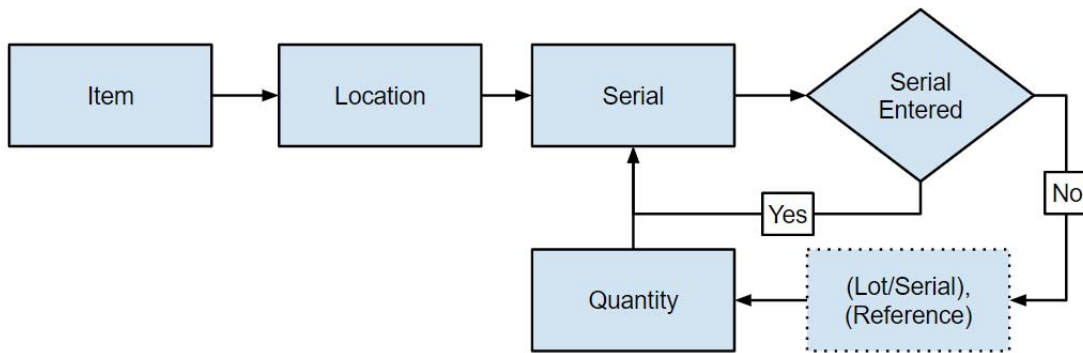 Item
Location
Serial
Serial
Entered
Yes
No
Quantity
(Lot/Serial),
(Reference)